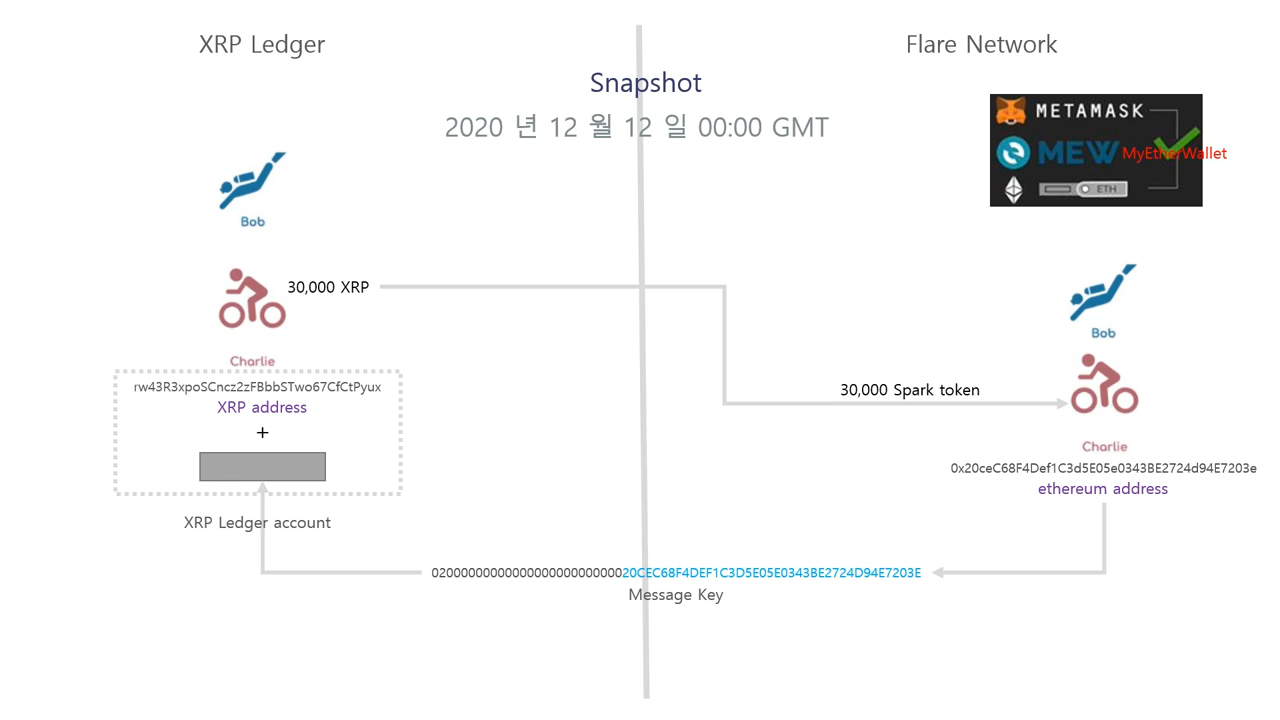 XRP Ledger
Flare Network
Snapshot
2020 년 12 월 12 일 00:00 GMT
METAMASK
MEW MyEtherWallet
ETH
Bob
30,000 XRP
Charlie
rw43R3xpoSCncz2zFBbbSTwo67CfCtPyux
XRP address
+
XRP Ledger account
Bob
30,000 Spark token
Charlie
0x20ceC68F4Def1C3d5E05e0343BE2724d94E7203e
ethereum address
0200000000000000000000000020CEC68F4DEF1C3D5E05E0343BE2724D94E7203E
Message Key